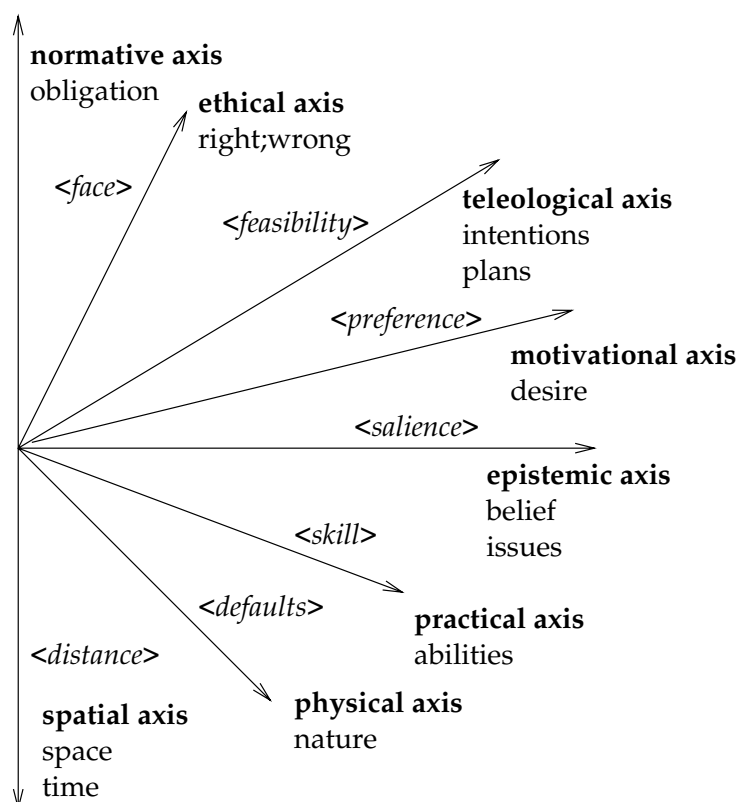 normative axis
obligation
ethical axis
right;wrong
<face>
<feasibility>
teleological axis
intentions
plans
<preference>
motivational axis
desire
<salience>
epistemic axis
belief
issues
<skill>
<defaults>
practical axis
abilities
<distance>
physical axis
nature
spatial axis
space
time